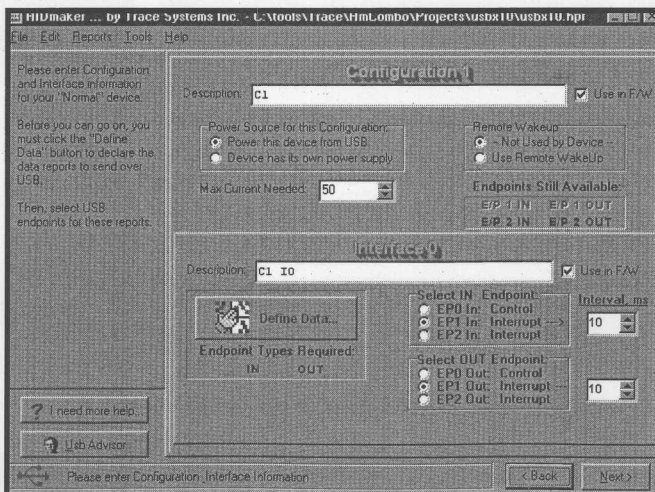 HIDmaker ... by Trace Systems Inc. - C:\tools\Trace\HmCombo\Projects\usbx10\usbx10.hpr
File Edit Reports Tools Help
Please enter Configuration
and Interface information
for your "Normal" device.
Before you can go on, you
must click the "Define
Data" button to declare the
data reports to send over
USB.
Then, select USB
endpoints for these reports.
Configuration 1
Description: C1 Use in F/W
Power Source for this Configuration:
Power this device from USB
Device has its own power supply
Max Current Needed: 50
Remote Wakeup
- Not Used by Device --
Use Remote WakeUp
Endpoints Still Available:
E/P 1 IN E/P 1 OUT
E/P 2 IN E/P 2 OUT
Interface 0
Description: C1 IO Use in F/W
Define Data...
Endpoint Types Required:
IN OUT
Select IN Endpoint:
EP0 In: Control
EP1 In: Interrupt -->
EP2 In: Interrupt
Interval, ms
10
Select OUT Endpoint:
EP0 Out: Control
EP1 Out: Interrupt ---
EP2 Out: Interrupt
10
? I need more help...
Usb Advisor
Please enter Configuration, Interface Information
< Back Next >